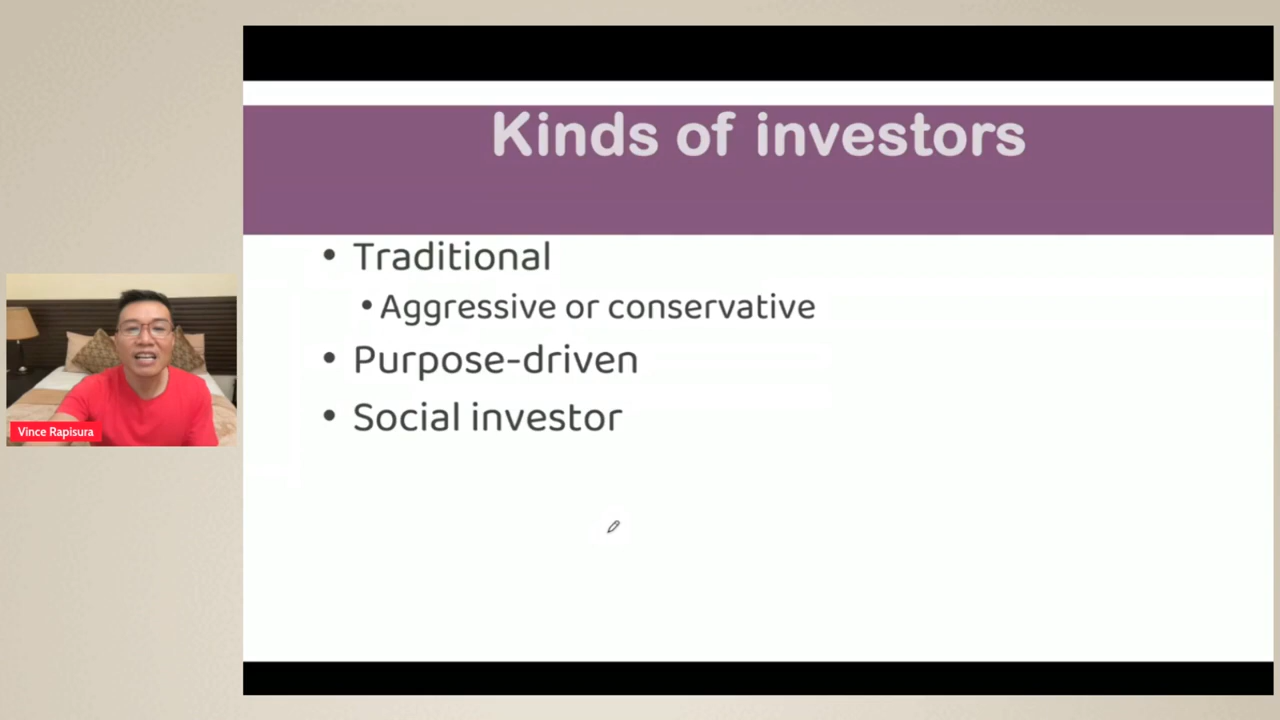 Kinds of investors
• Traditional
• Aggressive or conservative
• Purpose-driven
• Social investor
Vince Rapisura